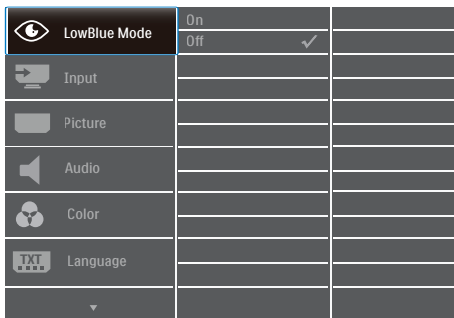 LowBlue Mode
On
Off
Input
Picture
Audio
Color
TXT
Language